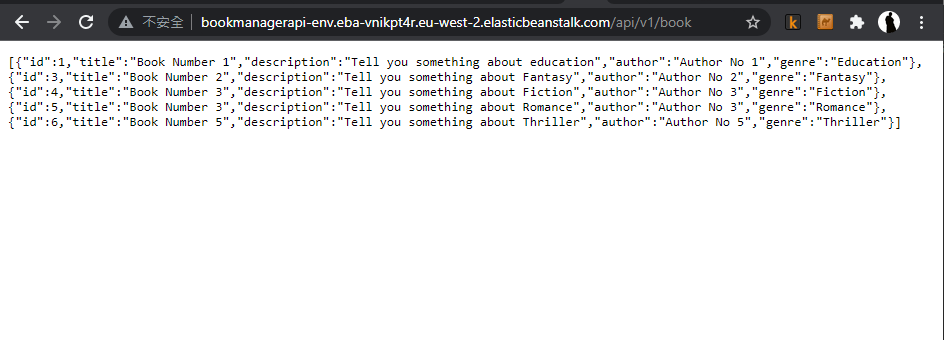 不安全 bookmanagerapi-env.eba-vnikpt4r.eu-west-2.elasticbeanstalk.com/api/v1/book
[{"id":1,"title":"Book Number 1","description":"Tell you something about education","author":"Author No 1","genre":"Education"},
{"id":3,"title":"Book Number 2","description":"Tell you something about Fantasy","author":"Author No 2","genre":"Fantasy"},
{"id":4,"title":"Book Number 3","description":"Tell you something about Fiction","author":"Author No 3","genre":"Fiction"},
{"id":5,"title":"Book Number 3","description":"Tell you something about Romance","author":"Author No 3","genre":"Romance"},
{"id":6,"title":"Book Number 5","description":"Tell you something about Thriller","author":"Author No 5","genre":"Thriller"}]